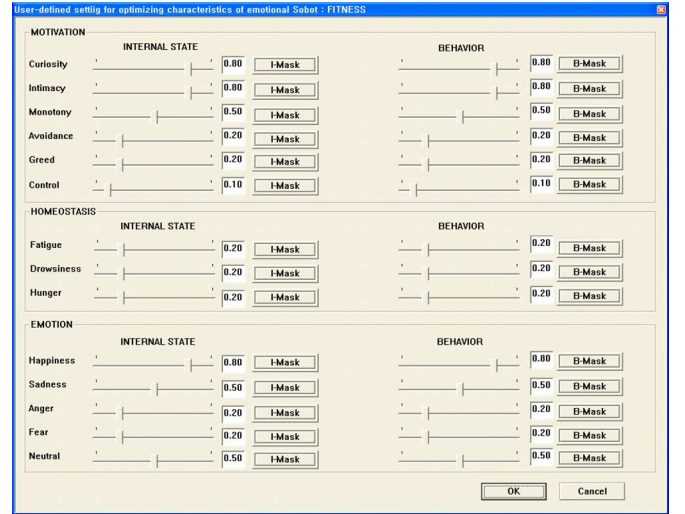 User-defined settiig for optimizing characteristics of emotional Sobot : FITNESS
MOTIVATION
INTERNAL STATE BEHAVIOR
Curiosity 0.80 I-Mask 0.80 B-Mask
Intimacy 0.80 I-Mask 0.80 B-Mask
Monotony 0.50 I-Mask 0.50 B-Mask
Avoidance 0.20 I-Mask 0.20 B-Mask
Greed 0.20 I-Mask 0.20 B-Mask
Control 0.10 I-Mask 0.10 B-Mask
HOMEOSTASIS
INTERNAL STATE BEHAVIOR
Fatigue 0.20 I-Mask 0.20 B-Mask
Drowsiness 0.20 I-Mask 0.20 B-Mask
Hunger 0.20 I-Mask 0.20 B-Mask
EMOTION
INTERNAL STATE BEHAVIOR
Happiness 0.80 I-Mask 0.80 B-Mask
Sadness 0.50 I-Mask 0.50 B-Mask
Anger 0.20 I-Mask 0.20 B-Mask
Fear 0.20 I-Mask 0.20 B-Mask
Neutral 0.50 I-Mask 0.50 B-Mask
OK Cancel